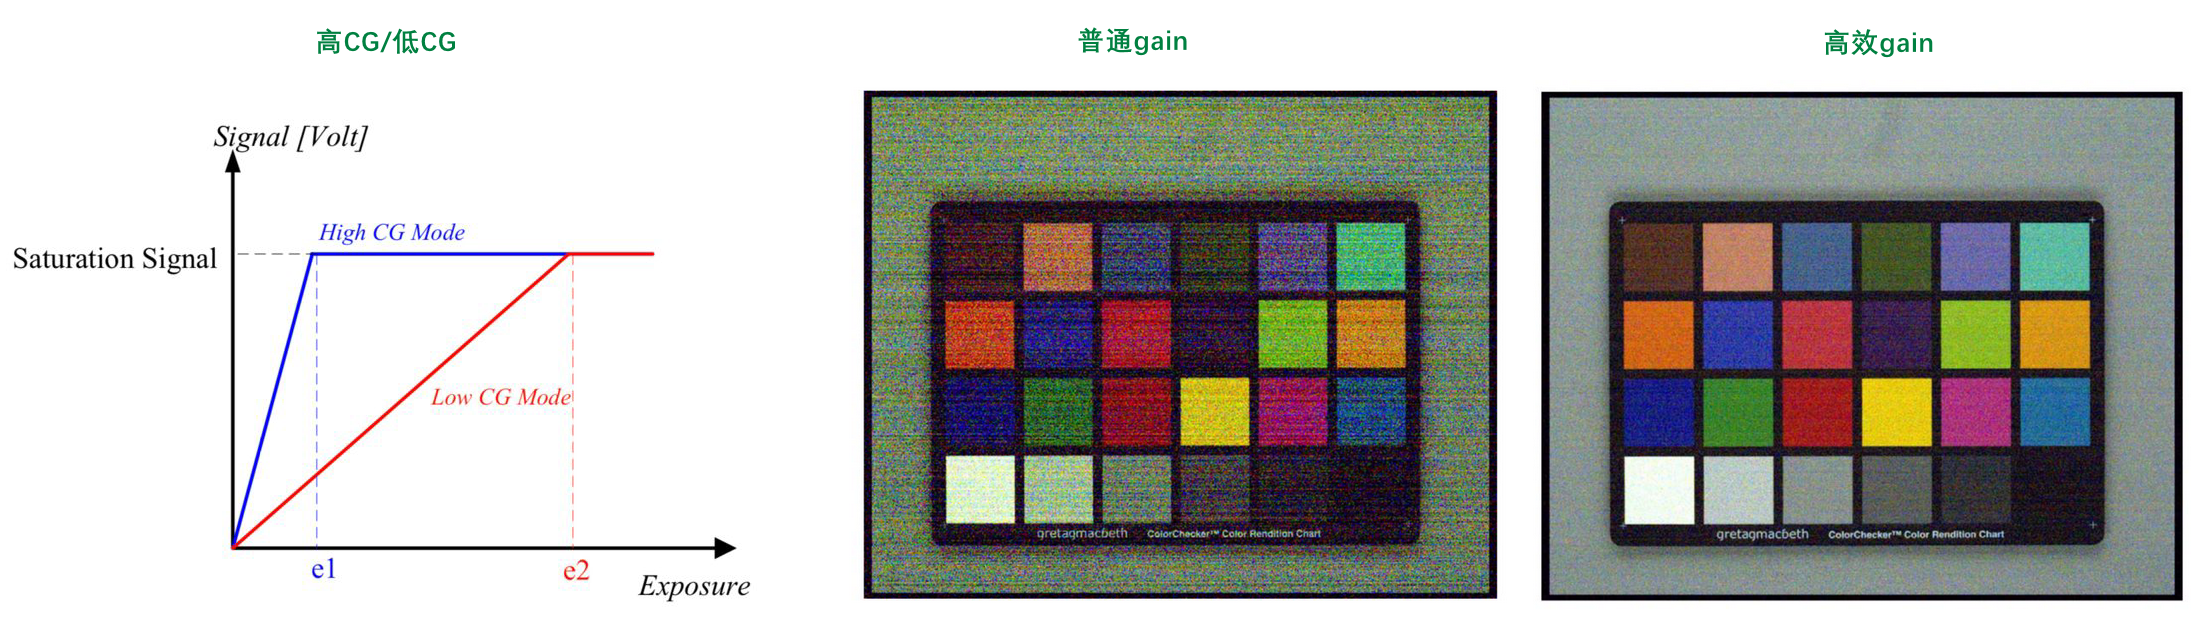 高CG/低CG
普通gain
高效gain
Signal [Volt]
High CG Mode
Saturation Signal
Low CG Mode
e1
e2
Exposure
gretagmacbeth ColorChecker™ Color Rendition Chart
gretagmacbeth ColorChecker™ Color Rendition Chart